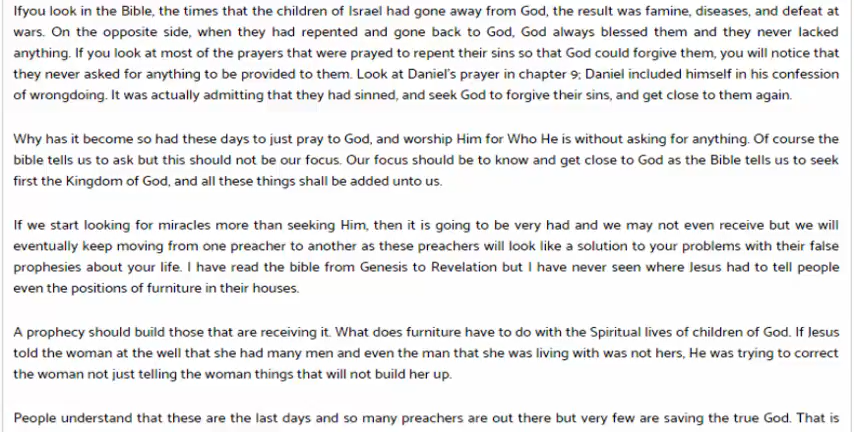 Ifyou look in the Bible, the times that the children of Israel had gone away from God, the result was famine, diseases, and defeat at
wars. On the opposite side, when they had repented and gone back to God, God always blessed them and they never lacked
anything. If you look at most of the prayers that were prayed to repent their sins so that God could forgive them, you will notice that
they never asked for anything to be provided to them. Look at Daniel's prayer in chapter 9; Daniel included himself in his confession
of wrongdoing. It was actually admitting that they had sinned, and seek God to forgive their sins, and get close to them again.
Why has it become so had these days to just pray to God, and worship Him for Who He is without asking for anything. Of course the
bible tells us to ask but this should not be our focus. Our focus should be to know and get close to God as the Bible tells us to seek
first the Kingdom of God, and all these things shall be added unto us.
If we start looking for miracles more than seeking Him, then it is going to be very had and we may not even receive but we will
eventually keep moving from one preacher to another as these preachers will look like a solution to your problems with their false
prophesies about your life. I have read the bible from Genesis to Revelation but I have never seen where Jesus had to tell people
even the positions of furniture in their houses.
A prophecy should build those that are receiving it. What does furniture have to do with the Spiritual lives of children of God. If Jesus
told the woman at the well that she had many men and even the man that she was living with was not hers, He was trying to correct
the woman not just telling the woman things that will not build her up.
People understand that these are the last days and so many preachers are out there but very few are saving the true God. That is